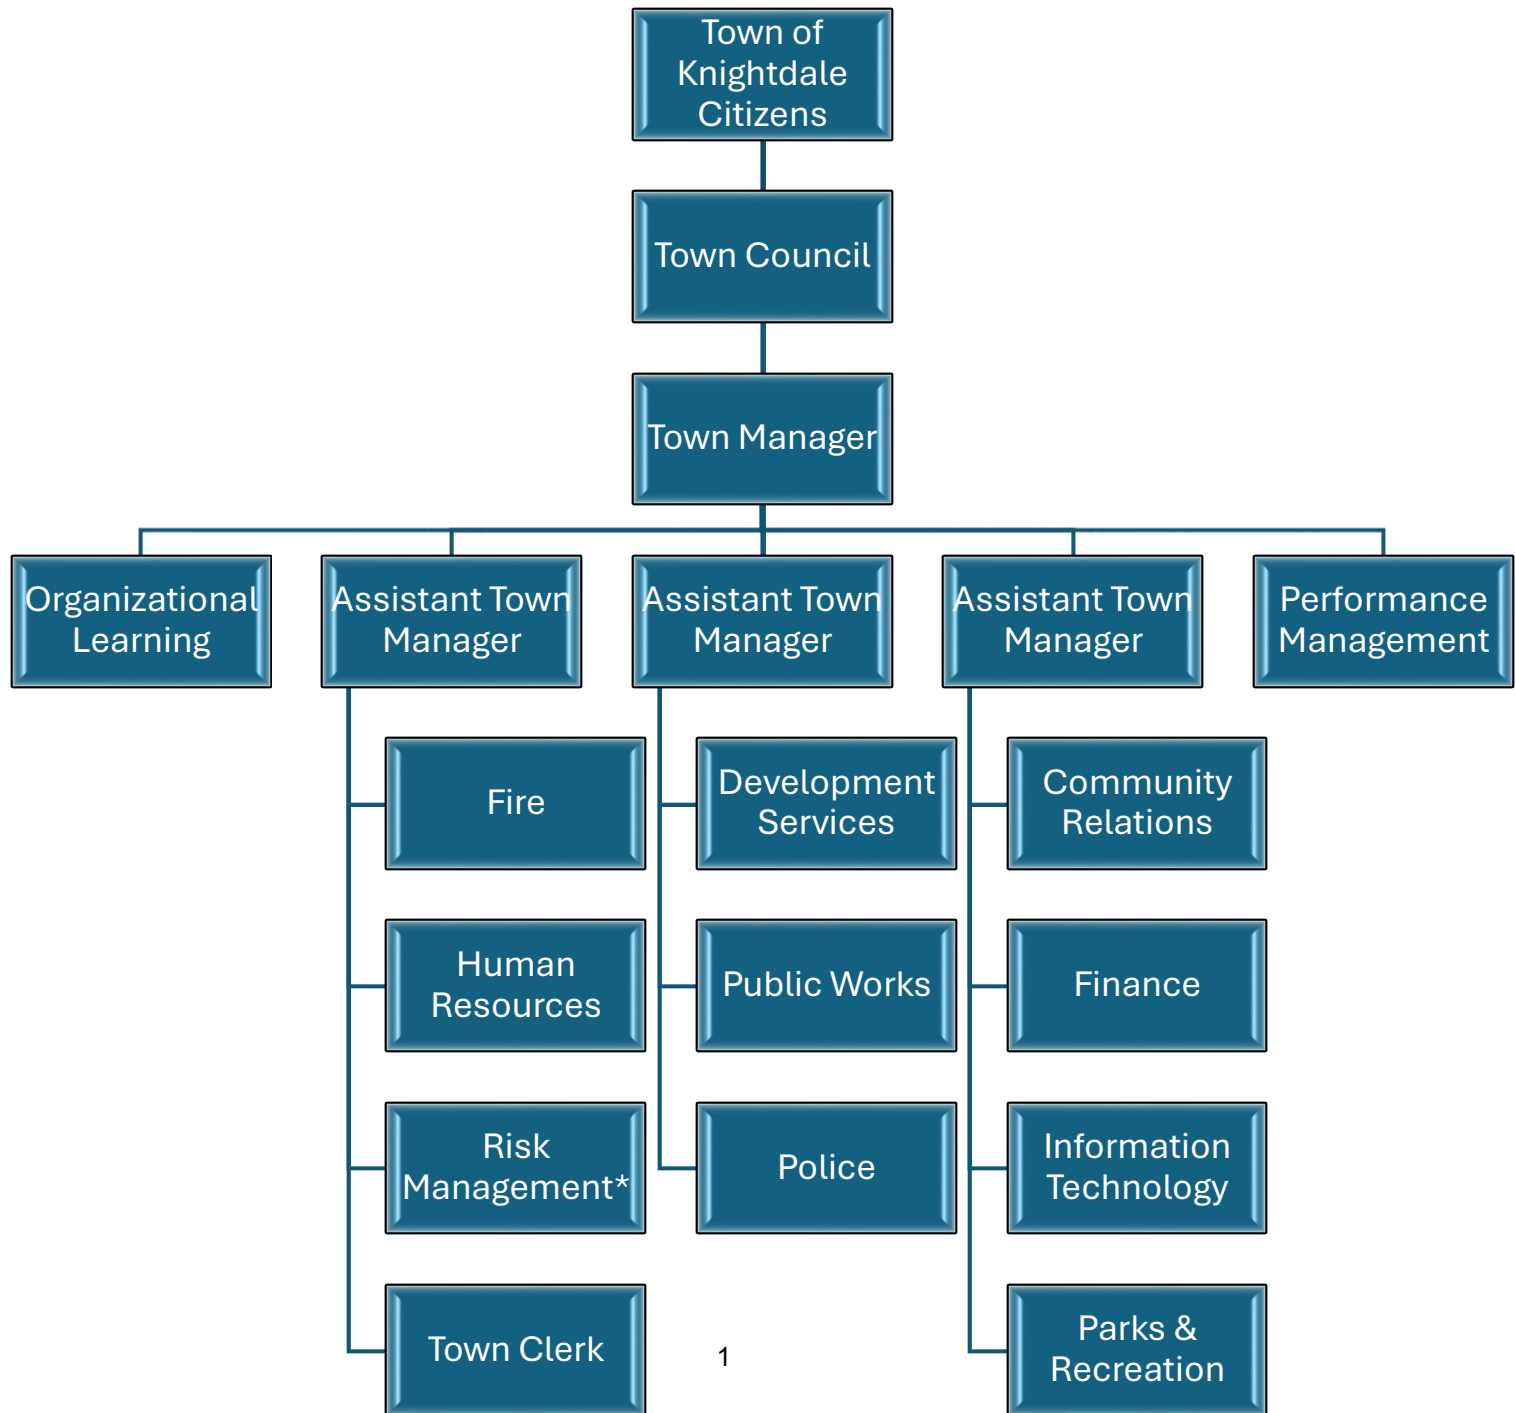 Town of
Knightdale
Citizens
Town Council
Town Manager
Organizational
Learning
Assistant Town
Manager
Assistant Town
Manager
Assistant Town
Manager
Performance
Management
Fire
Human
Resources
Risk
Management*
Town Clerk
Development
Services
Public Works
Police
Community
Relations
Finance
Information
Technology
Parks &
Recreation
1